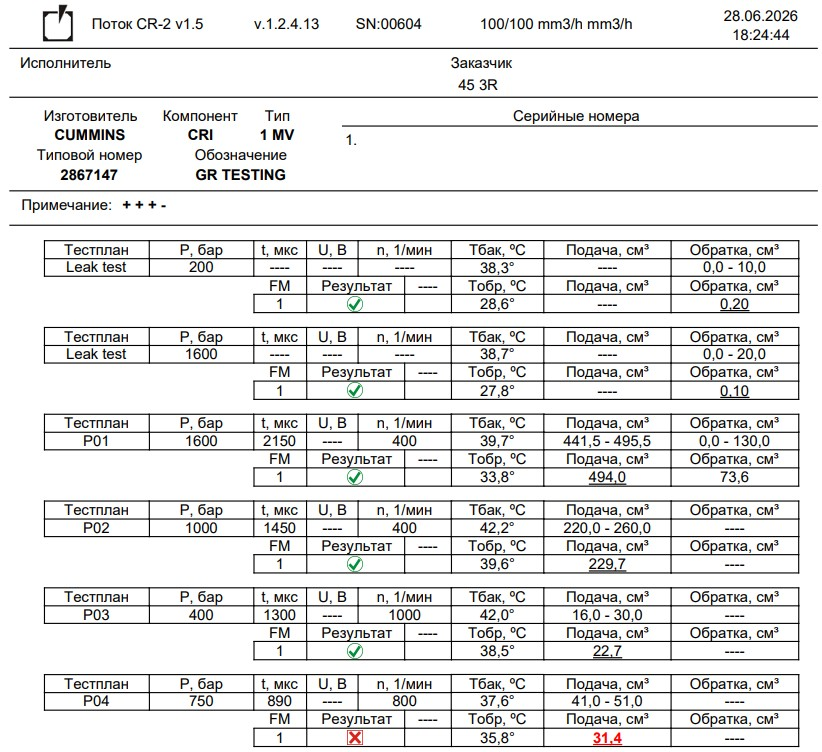 Поток CR-2 v1.5 v.1.2.4.13 SN:00604 100/100 mm3/h mm3/h 28.06.2026
18:24:44
Исполнитель Заказчик
45 3R
Изготовитель Компонент Тип Серийные номера
CUMMINS CRI 1 MV 1.
Типовой номер Обозначение
2867147 GR TESTING
Примечание: + + + -
Тестплан P, бар t, мкс U, В n, 1/мин Тбак, ºC Подача, см³ Обратка, см³
Leak test 200 ---- ---- ---- 38,3° ---- 0,0 - 10,0
FM Результат ---- Тобр, ºC Подача, см³ Обратка, см³
1 28,6° ---- 0,20
Тестплан P, бар t, мкс U, В n, 1/мин Тбак, ºC Подача, см³ Обратка, см³
Leak test 1600 ---- ---- ---- 38,7° ---- 0,0 - 20,0
FM Результат ---- Тобр, ºC Подача, см³ Обратка, см³
1 27,8° ---- 0,10
Тестплан P, бар t, мкс U, В n, 1/мин Тбак, ºC Подача, см³ Обратка, см³
P01 1600 2150 ---- 400 39,7° 441,5 - 495,5 0,0 - 130,0
FM Результат ---- Тобр, ºC Подача, см³ Обратка, см³
1 33,8° 494,0 73,6
Тестплан P, бар t, мкс U, В n, 1/мин Тбак, ºC Подача, см³ Обратка, см³
P02 1000 1450 ---- 400 42,2° 220,0 - 260,0 ----
FM Результат ---- Тобр, ºC Подача, см³ Обратка, см³
1 39,6° 229,7 ----
Тестплан P, бар t, мкс U, В n, 1/мин Тбак, ºC Подача, см³ Обратка, см³
P03 400 1300 ---- 1000 42,0° 16,0 - 30,0 ----
FM Результат ---- Тобр, ºC Подача, см³ Обратка, см³
1 38,5° 22,7 ----
Тестплан P, бар t, мкс U, В n, 1/мин Тбак, ºC Подача, см³ Обратка, см³
P04 750 890 ---- 800 37,6° 41,0 - 51,0 ----
FM Результат ---- Тобр, ºC Подача, см³ Обратка, см³
1 35,8° 31,4 ----